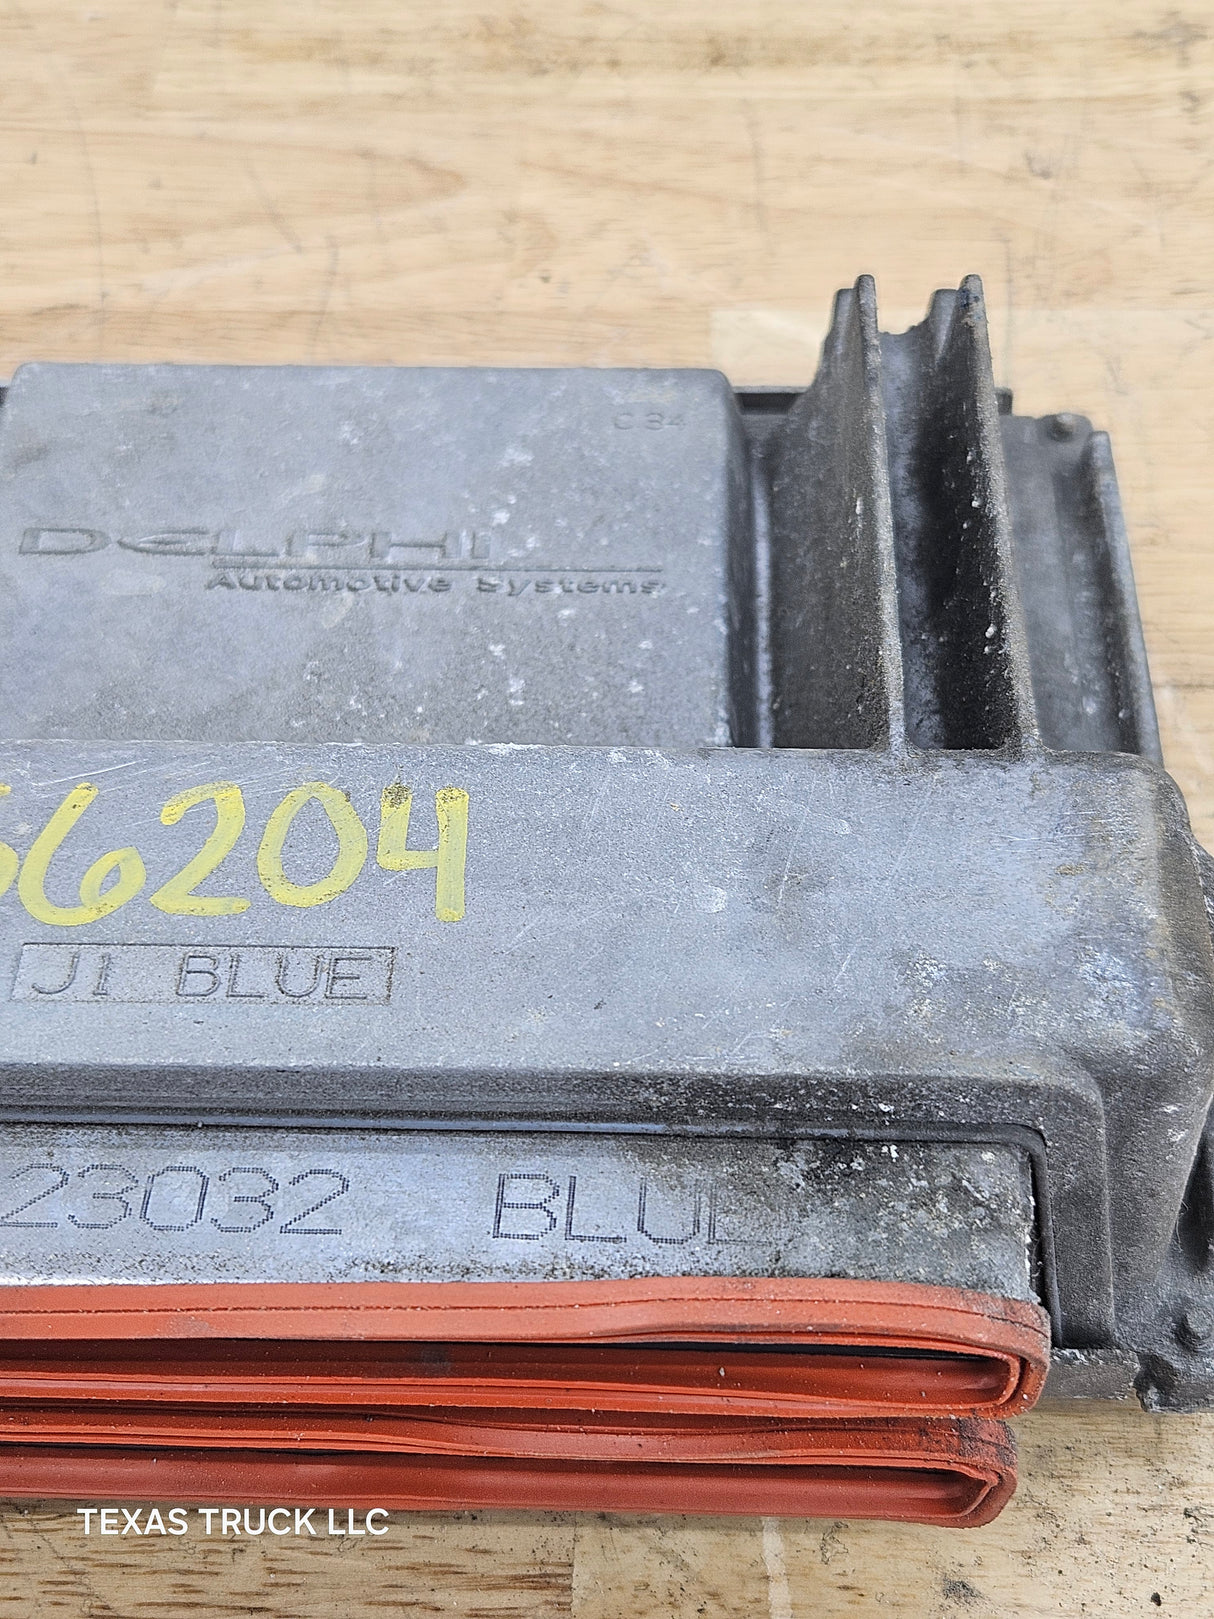 C 34
DELPHI
Automotive Systems
56204
J1 BLUE
23032 BLUE
TEXAS TRUCK LLC